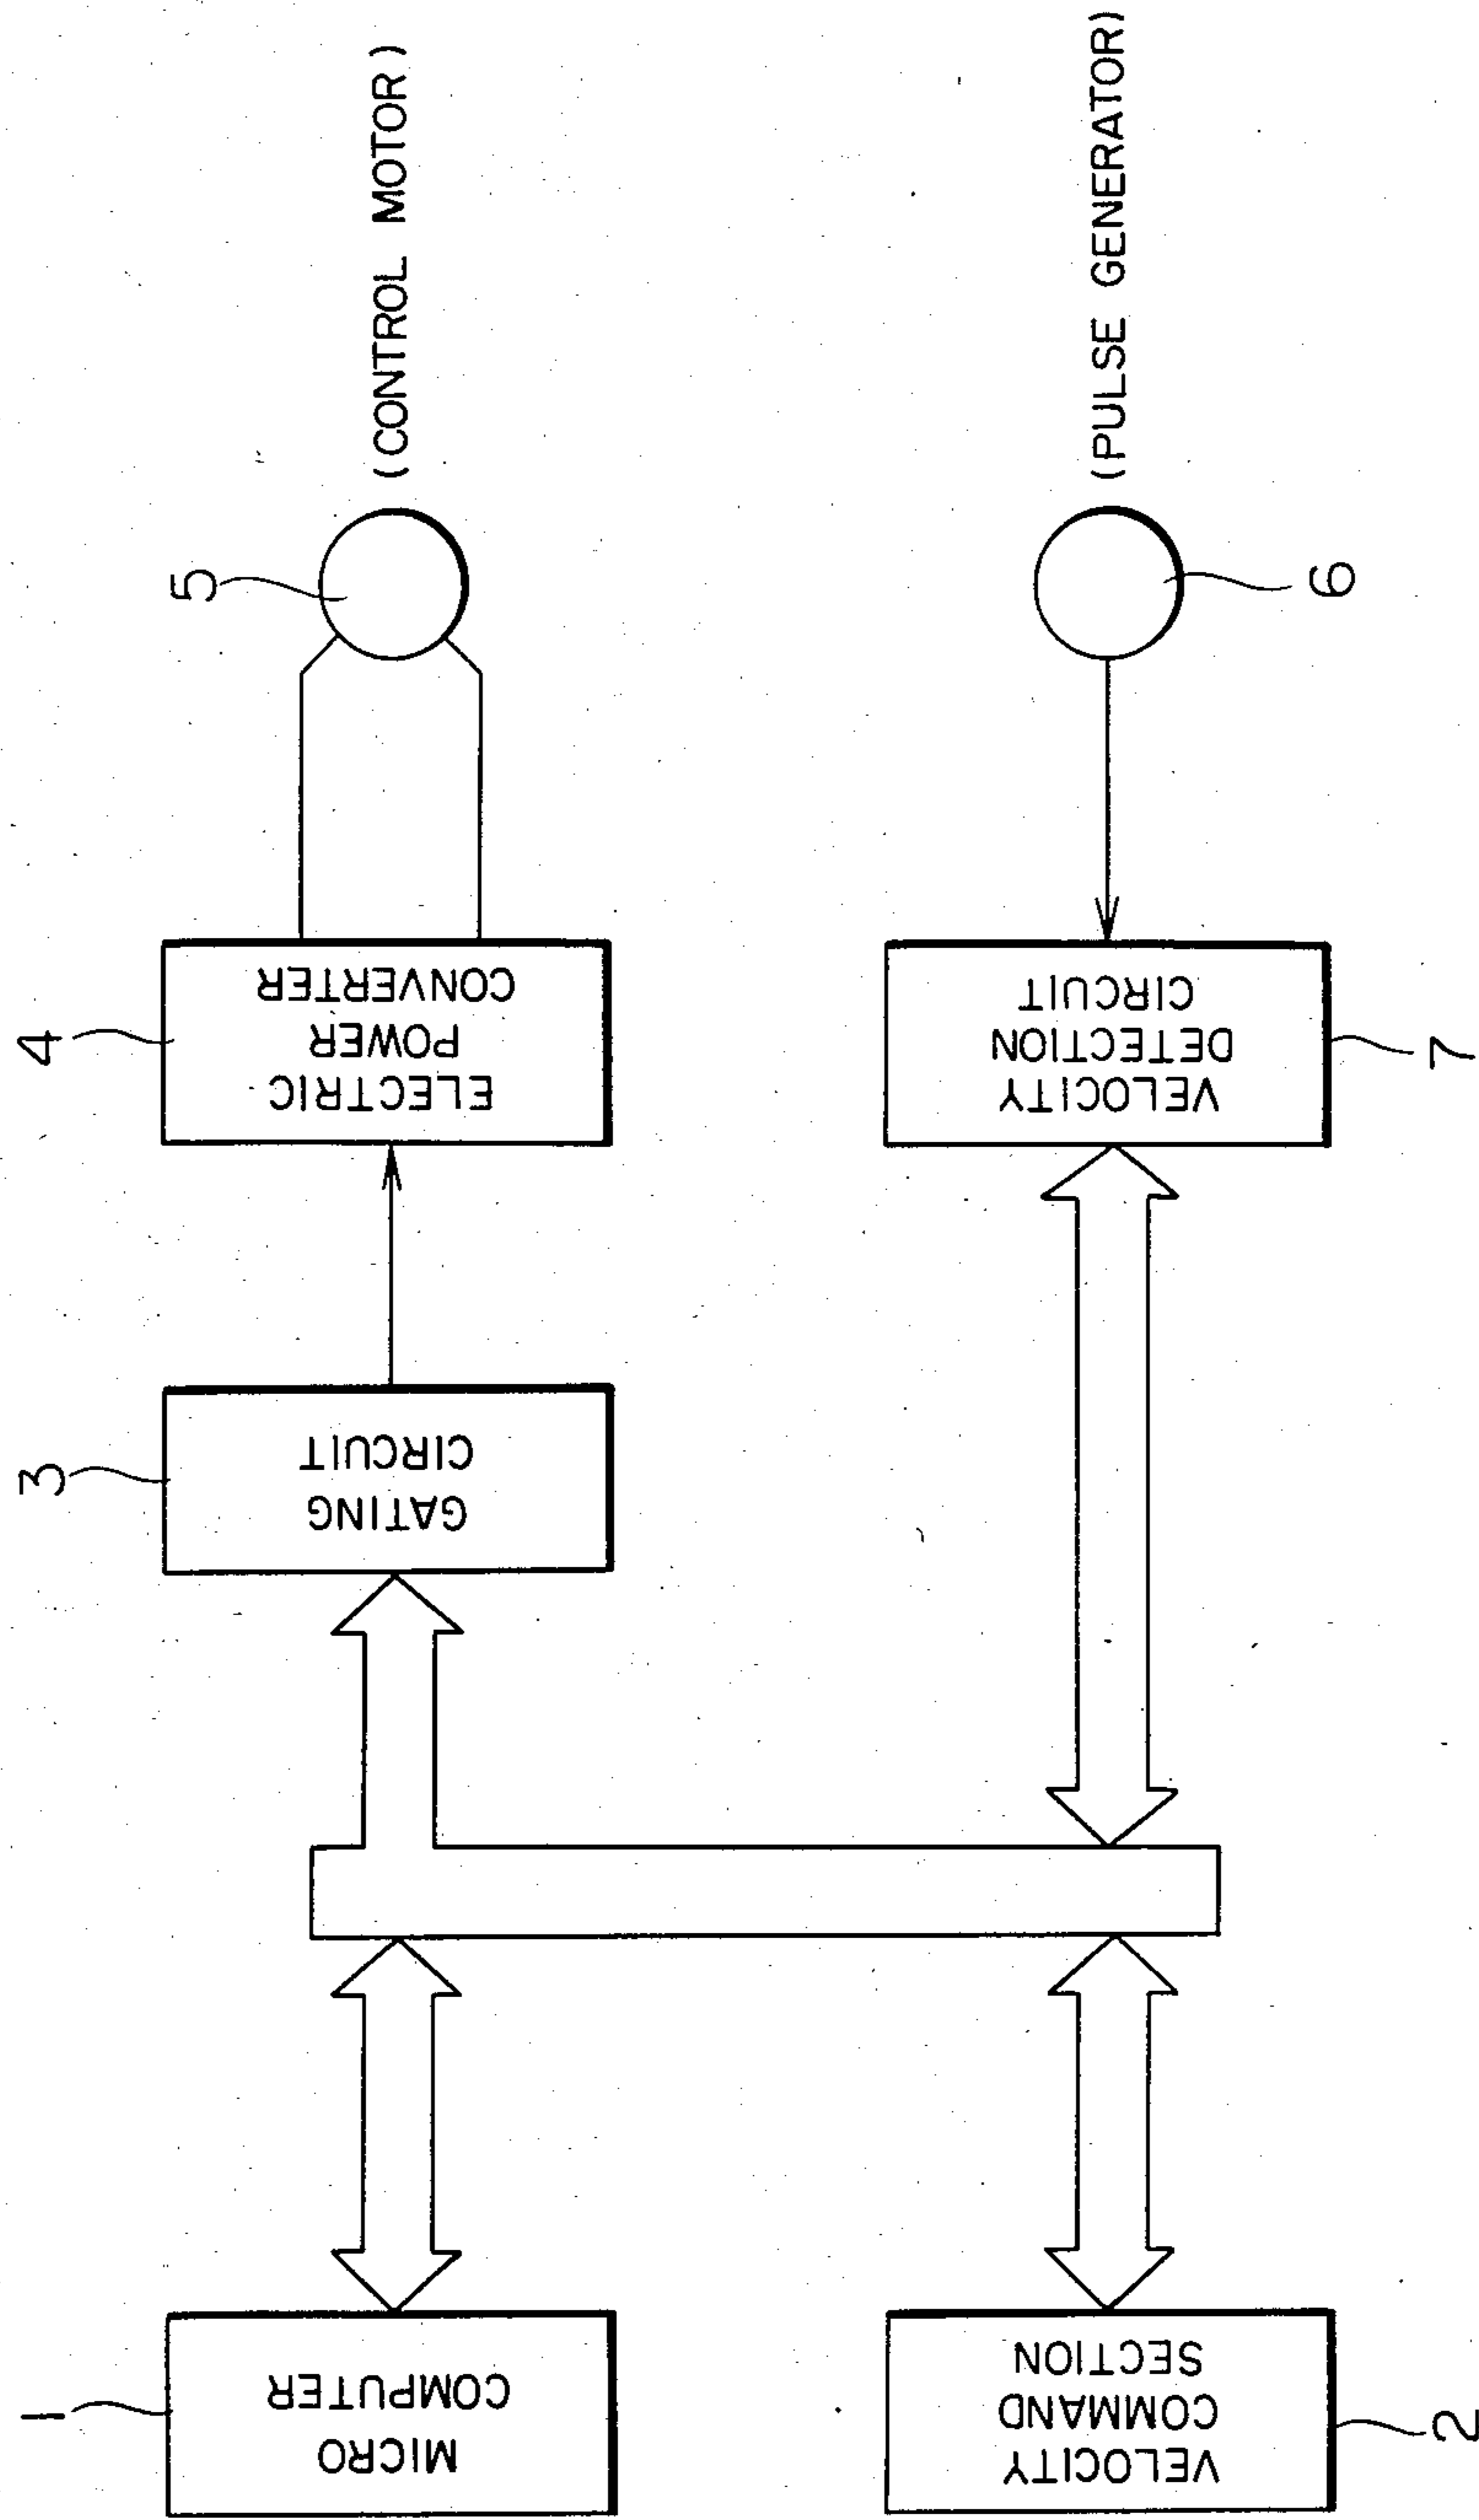 1
MICRO
COMPUTER
3
GATING
CIRCUIT
4
ELECTRIC
POWER
CONVERTER
5
(CONTROL MOTOR)
2
VELOCITY
COMMAND
SECTION
7
VELOCITY
DETECTION
CIRCUIT
6
(PULSE GENERATOR)